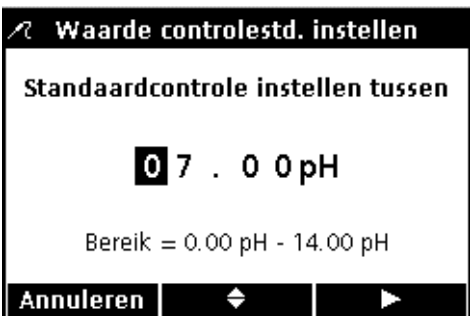 Waarde controlestd. instellen
Standaardcontrole instellen tussen
07.00pH
Bereik = 0.00 pH - 14.00 pH
Annuleren